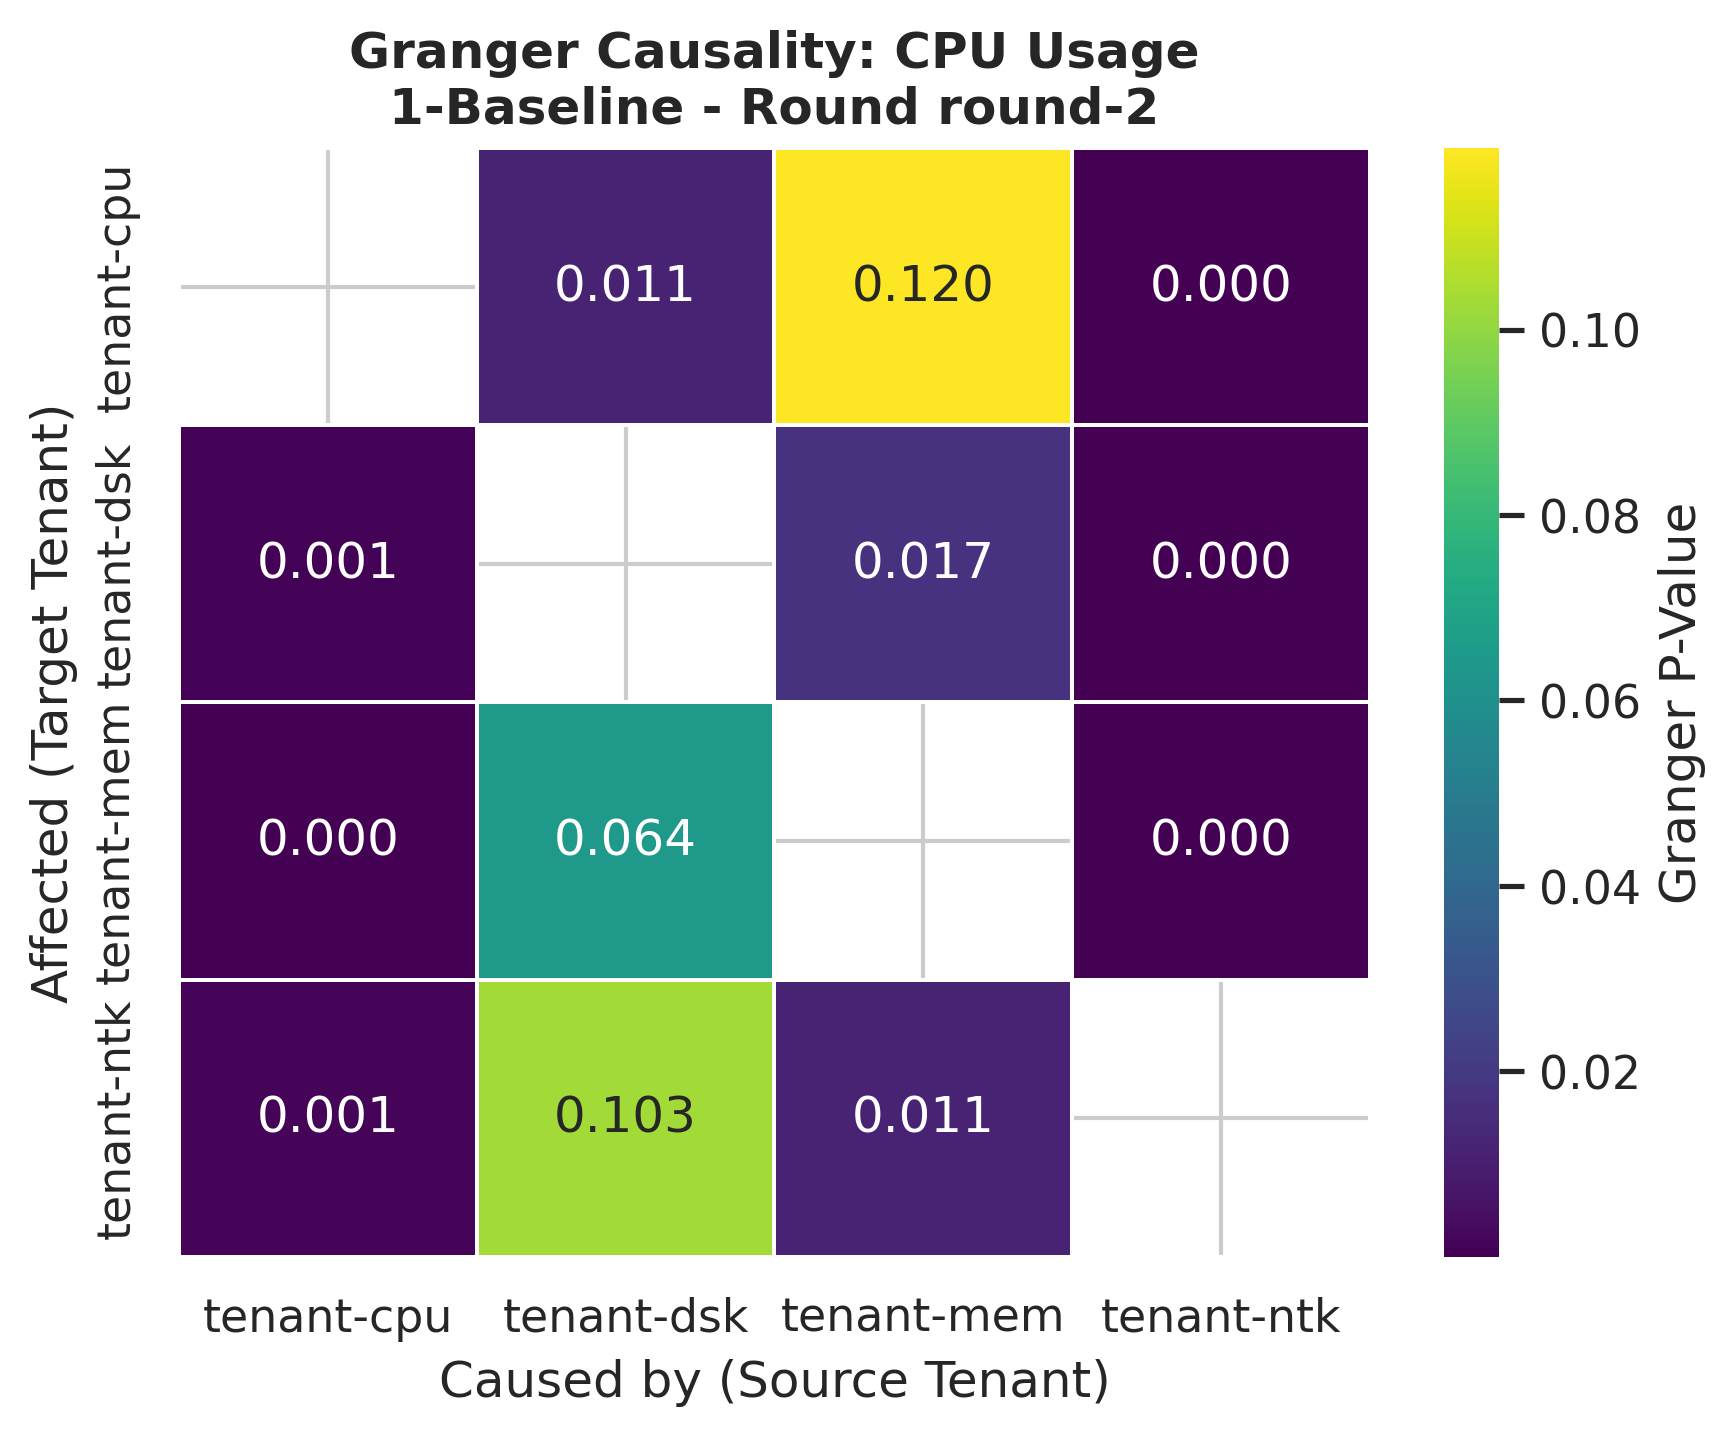 Granger Causality: CPU Usage
1-Baseline - Round round-2
Affected (Target Tenant)
tenant-cpu
0.011
0.120
0.000
tenant-dsk
0.001
0.017
0.000
tenant-mem
0.000
0.064
0.000
tenant-ntk
0.001
0.103
0.011
tenant-cpu
tenant-dsk
tenant-mem
tenant-ntk
Caused by (Source Tenant)
0.10
0.08
0.06
0.04
0.02
Granger P-Value